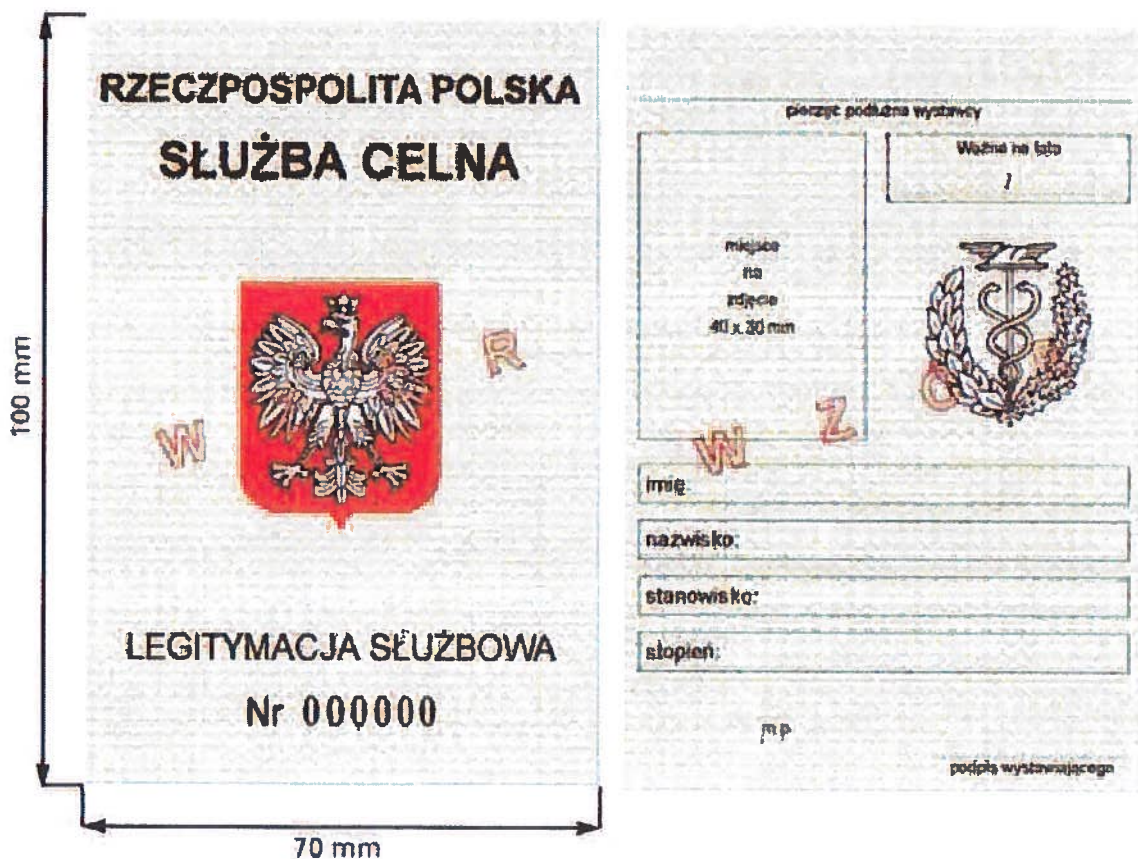 RZECZPOSPOLITA POLSKA
SŁUŻBA CELNA
W R
LEGITYMACJA SŁUŻBOWA
Nr 000000
100 mm
70 mm
pieczęć podłużna wystawcy
Ważna na lata
miejsce
na
zdjęcie
40 x 30 mm
W Z Ó
imię:
nazwisko:
stanowisko:
stopień:
mp
podpis wystawiającego